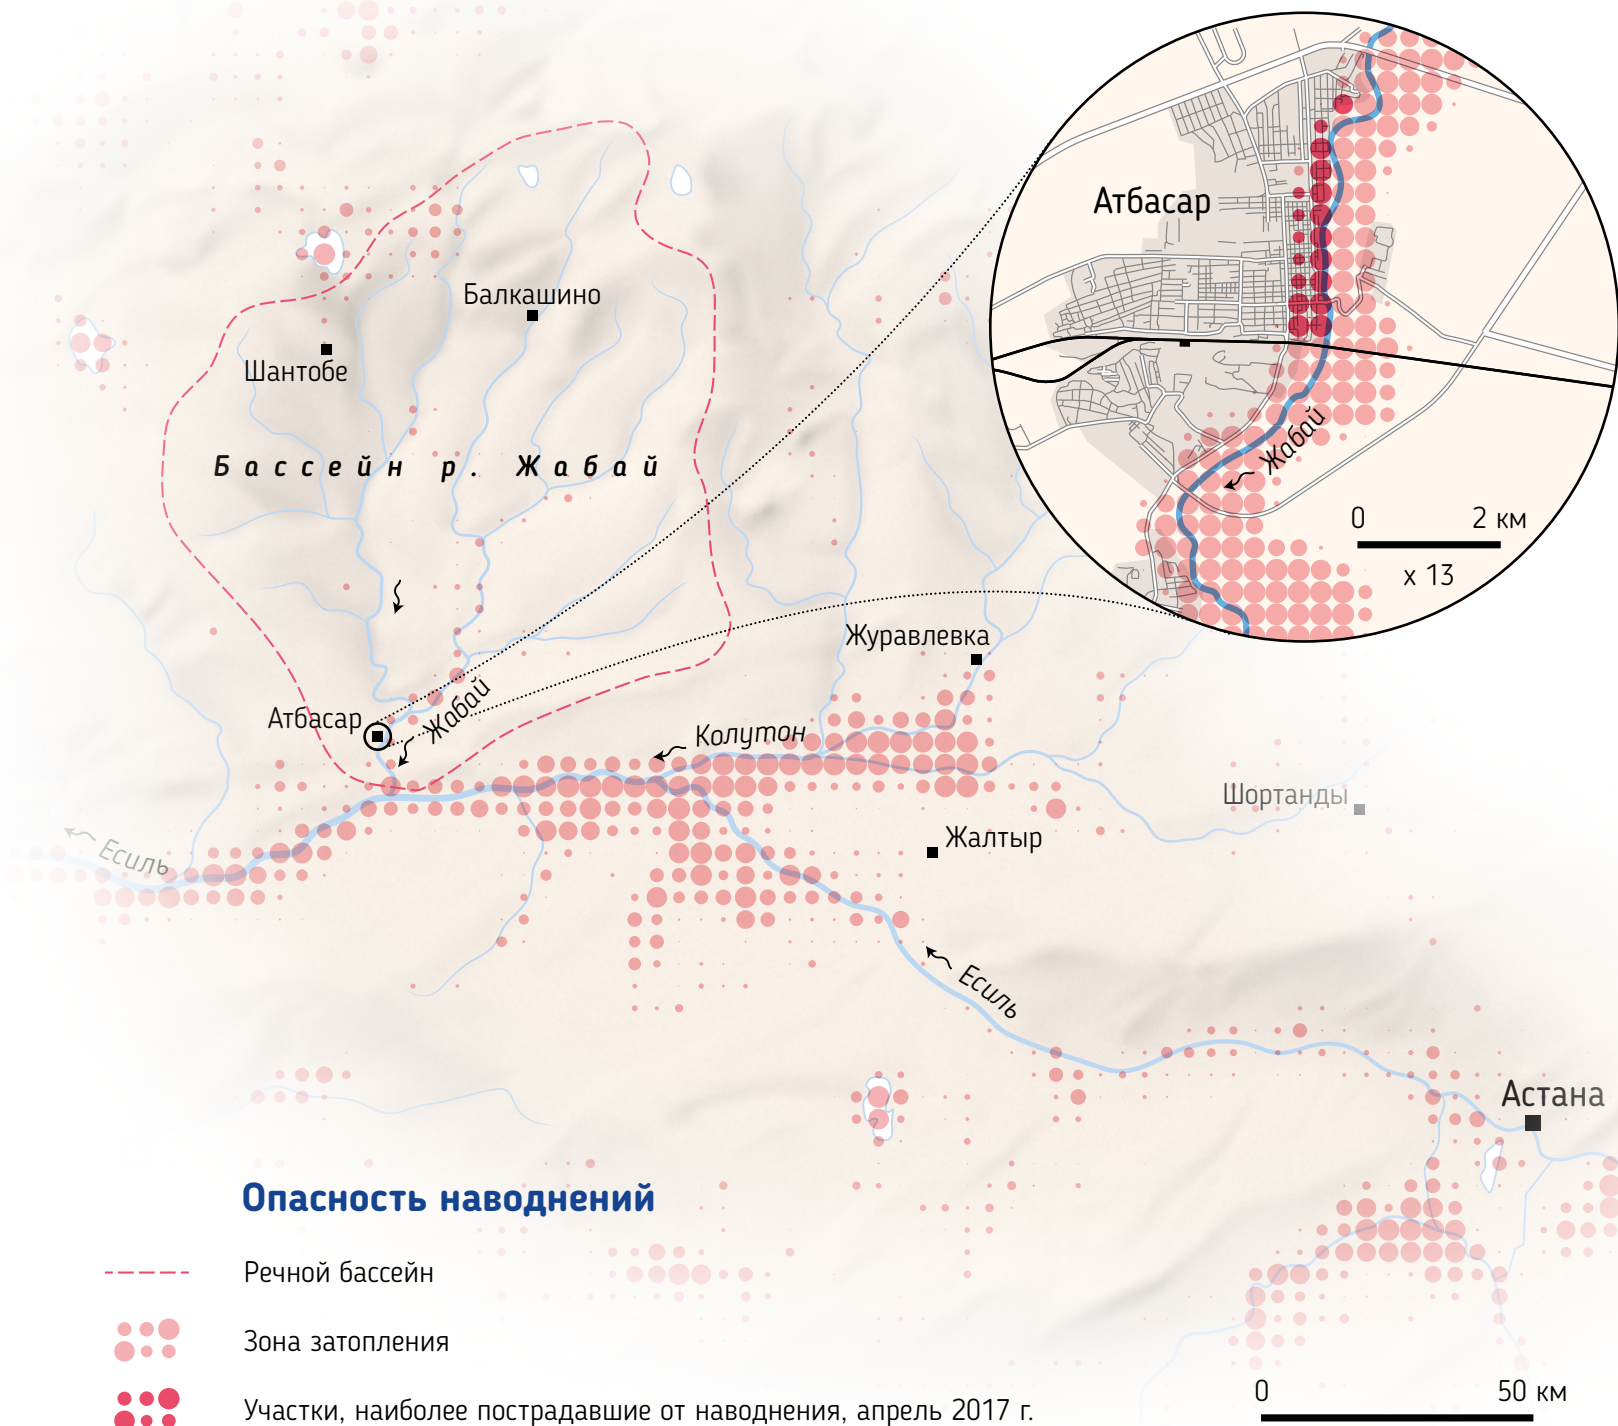 Атбасар
Балкашино
Шантобе
Бассейн р. Жабай
Жабай
0 2 км
x 13
Журавлевка
Атбасар
Жабай
Колутон
Шортанды
Жалтыр
Есиль
Есиль
Астана
Опасность наводнений
Речной бассейн
Зона затопления
Участки, наиболее пострадавшие от наводнения, апрель 2017 г.
0 50 км